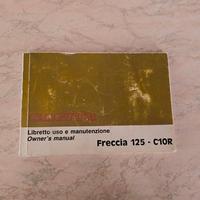 Libretto uso e manutenzione
Owner's manual
Freccia 125 - C10R